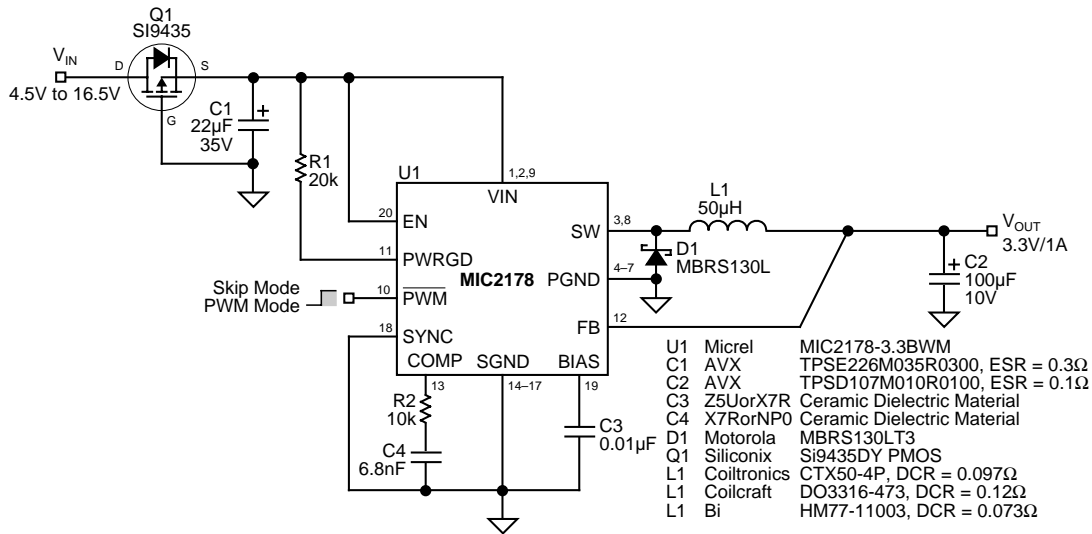 Q1
SI9435
V_IN
4.5V to 16.5V
D
S
G
C1
22µF
35V
+
R1
20k
U1
1,2,9
VIN
20
EN
11
PWRGD
MIC2178
Skip Mode
PWM Mode
10
PWM
18
SYNC
COMP
SGND
BIAS
13
14–17
19
SW
3,8
PGND
4–7
FB
12
L1
50µH
D1
MBRS130L
V_OUT
3.3V/1A
+
C2
100µF
10V
R2
10k
C4
6.8nF
C3
0.01µF
U1 Micrel MIC2178-3.3BWM
C1 AVX TPSE226M035R0300, ESR = 0.3Ω
C2 AVX TPSD107M010R0100, ESR = 0.1Ω
C3 Z5UorX7R Ceramic Dielectric Material
C4 X7RorNP0 Ceramic Dielectric Material
D1 Motorola MBRS130LT3
Q1 Siliconix Si9435DY PMOS
L1 Coiltronics CTX50-4P, DCR = 0.097Ω
L1 Coilcraft DO3316-473, DCR = 0.12Ω
L1 Bi HM77-11003, DCR = 0.073Ω